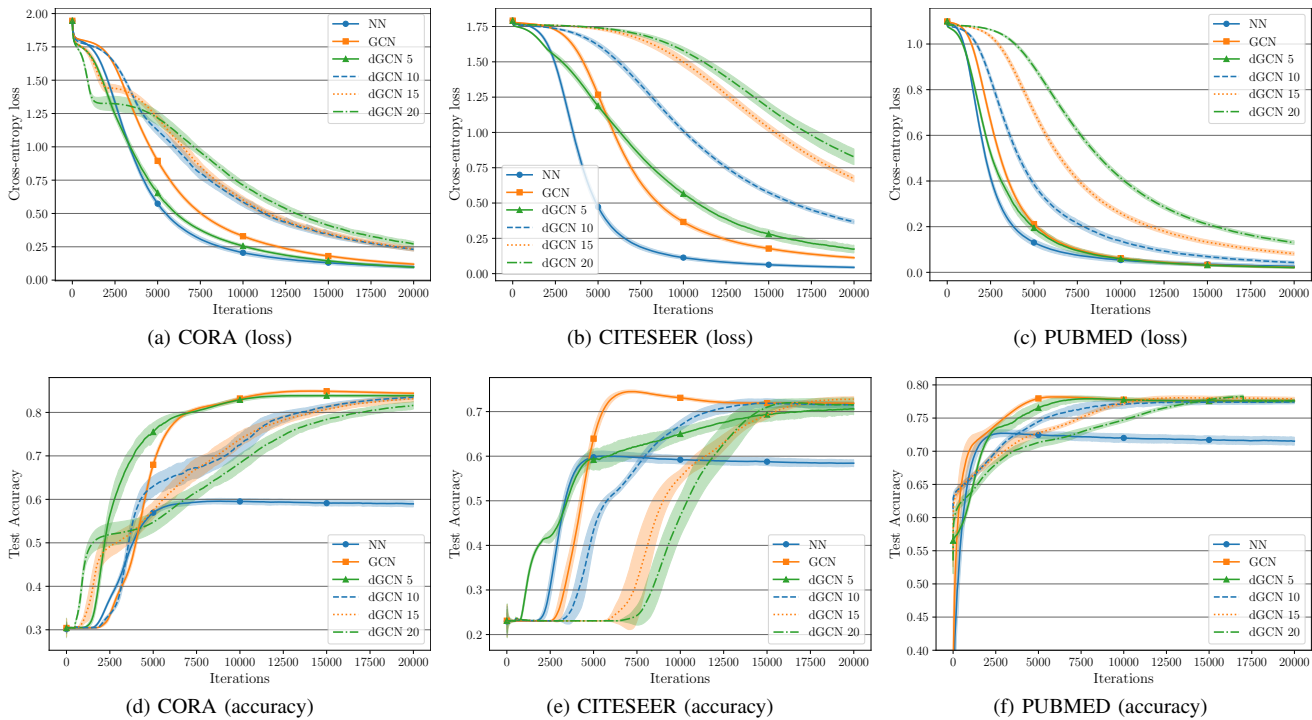 2.00
1.75
1.50
1.25
1.00
0.75
0.50
0.25
0.00
Cross-entropy loss
NN
GCN
dGCN 5
dGCN 10
dGCN 15
dGCN 20
0 2500 5000 7500 10000 12500 15000 17500 20000
Iterations
(a) CORA (loss)
1.75
1.50
1.25
1.00
0.75
0.50
0.25
0.00
Cross-entropy loss
NN
GCN
dGCN 5
dGCN 10
dGCN 15
dGCN 20
0 2500 5000 7500 10000 12500 15000 17500 20000
Iterations
(b) CITESEER (loss)
1.0
0.8
0.6
0.4
0.2
0.0
Cross-entropy loss
NN
GCN
dGCN 5
dGCN 10
dGCN 15
dGCN 20
0 2500 5000 7500 10000 12500 15000 17500 20000
Iterations
(c) PUBMED (loss)
0.8
0.7
0.6
0.5
0.4
0.3
Test Accuracy
NN
GCN
dGCN 5
dGCN 10
dGCN 15
dGCN 20
0 2500 5000 7500 10000 12500 15000 17500 20000
Iterations
(d) CORA (accuracy)
0.7
0.6
0.5
0.4
0.3
0.2
Test Accuracy
NN
GCN
dGCN 5
dGCN 10
dGCN 15
dGCN 20
0 2500 5000 7500 10000 12500 15000 17500 20000
Iterations
(e) CITESEER (accuracy)
0.80
0.75
0.70
0.65
0.60
0.55
0.50
0.45
0.40
Test Accuracy
NN
GCN
dGCN 5
dGCN 10
dGCN 15
dGCN 20
0 2500 5000 7500 10000 12500 15000 17500 20000
Iterations
(f) PUBMED (accuracy)